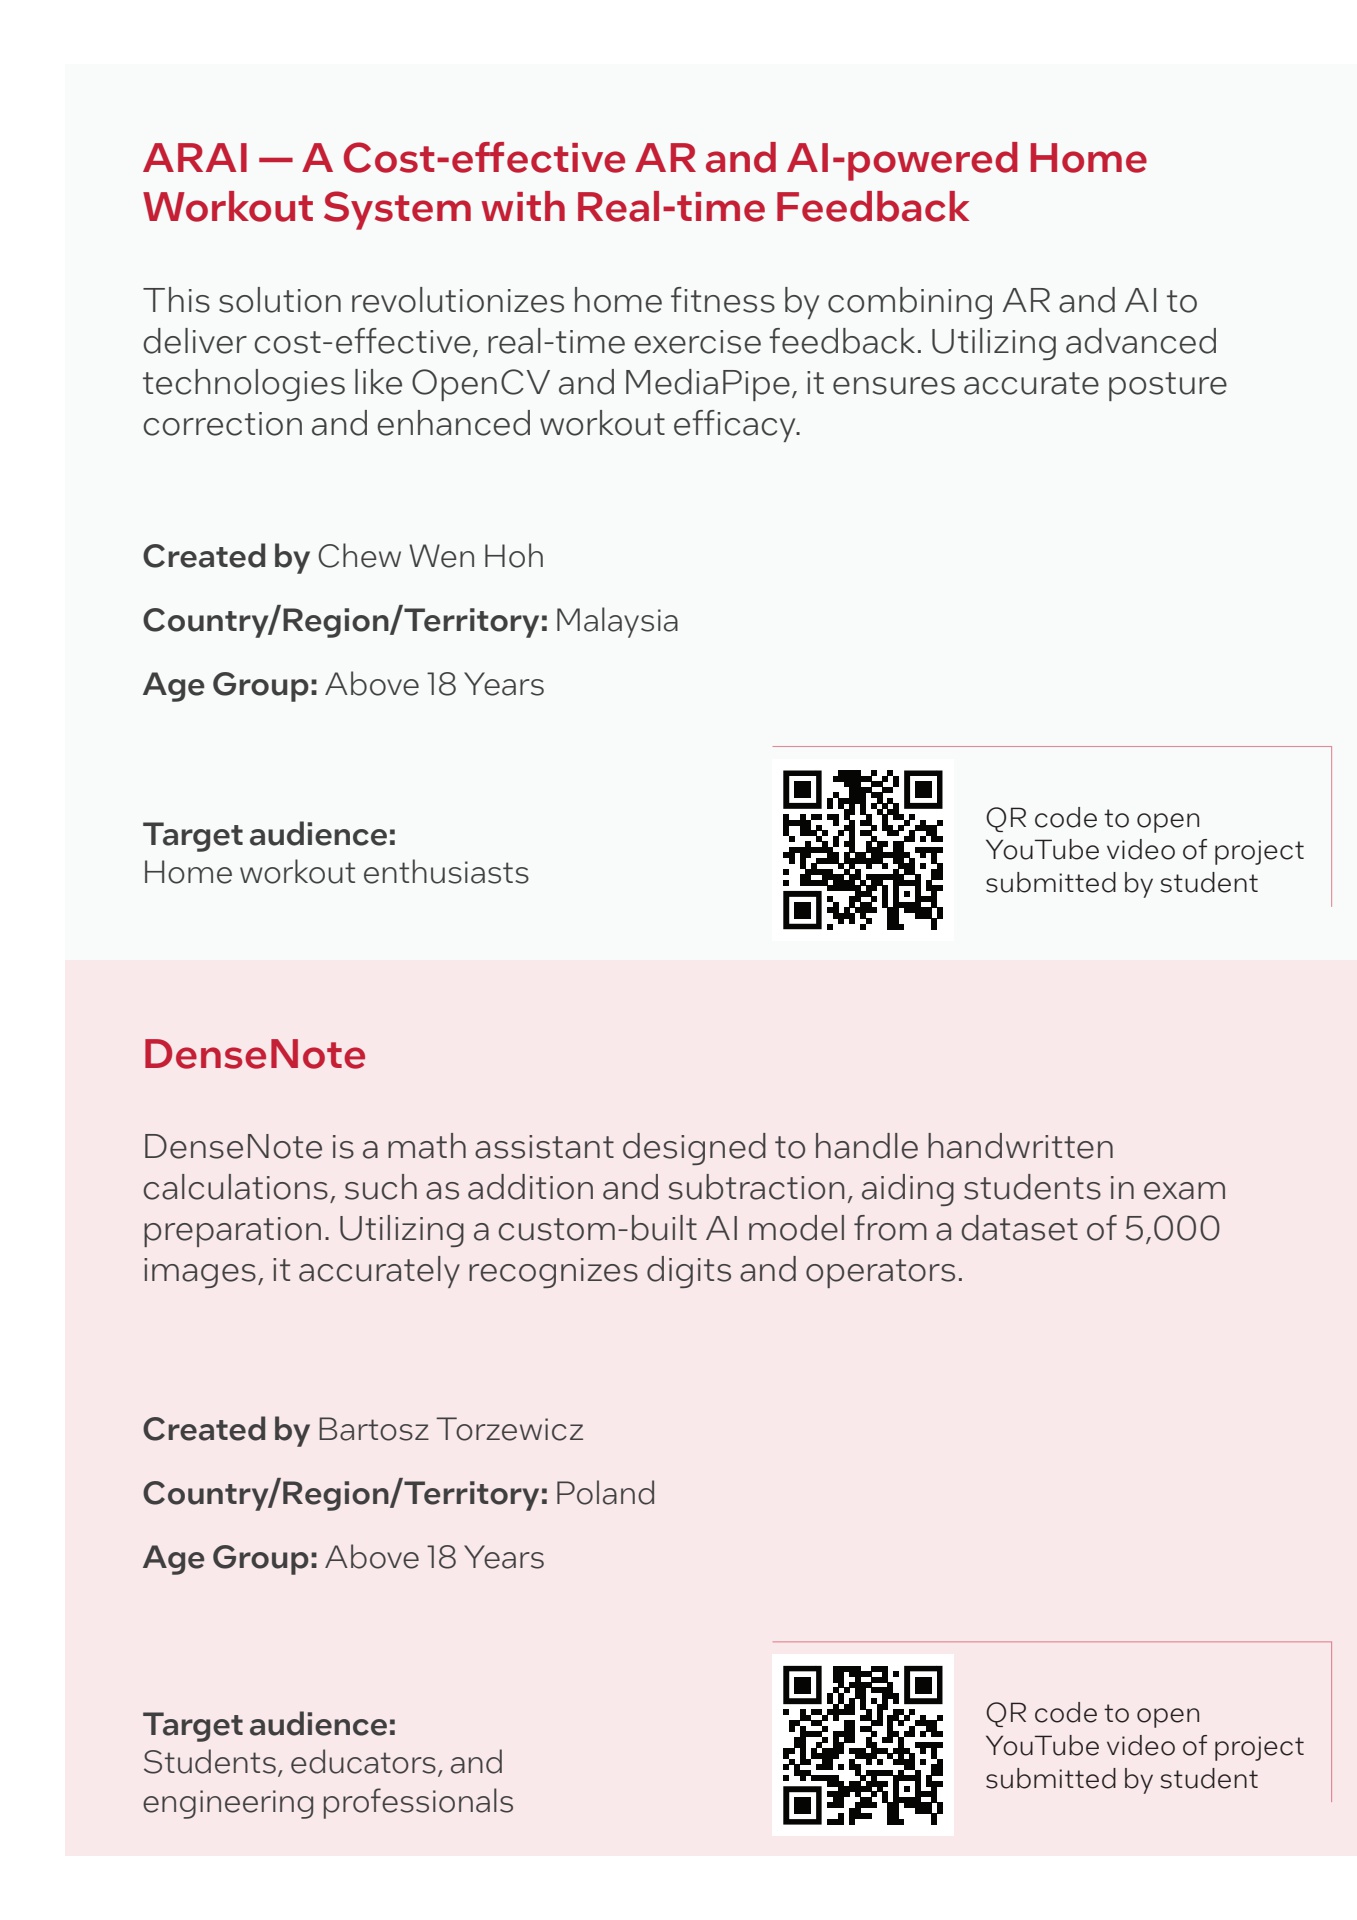 ARAI — A Cost-effective AR and AI-powered Home
Workout System with Real-time Feedback
This solution revolutionizes home fitness by combining AR and AI to
deliver cost-effective, real-time exercise feedback. Utilizing advanced
technologies like OpenCV and MediaPipe, it ensures accurate posture
correction and enhanced workout efficacy.
Created by Chew Wen Hoh
Country/Region/Territory: Malaysia
Age Group: Above 18 Years
Target audience:
Home workout enthusiasts
QR code to open
YouTube video of project
submitted by student
DenseNote
DenseNote is a math assistant designed to handle handwritten
calculations, such as addition and subtraction, aiding students in exam
preparation. Utilizing a custom-built AI model from a dataset of 5,000
images, it accurately recognizes digits and operators.
Created by Bartosz Torzewicz
Country/Region/Territory: Poland
Age Group: Above 18 Years
Target audience:
Students, educators, and
engineering professionals
QR code to open
YouTube video of project
submitted by student